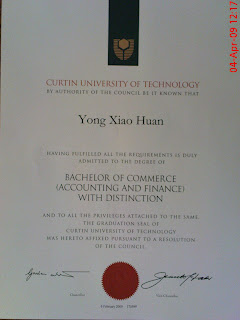 04-Apr-09 12:17
CURTIN UNIVERSITY OF TECHNOLOGY
BY AUTHORITY OF THE COUNCIL BE IT KNOWN THAT
Yong Xiao Huan
HAVING FULFILLED ALL THE REQUIREMENTS IS DULY
ADMITTED TO THE DEGREE OF
BACHELOR OF COMMERCE
(ACCOUNTING AND FINANCE)
WITH DISTINCTION
AND TO ALL THE PRIVILEGES ATTACHED TO THE SAME.
THE GRADUATION SEAL OF
CURTIN UNIVERSITY OF TECHNOLOGY
WAS HERETO AFFIXED PURSUANT TO A RESOLUTION
OF THE COUNCIL.
Chancellor
Vice-Chancellor